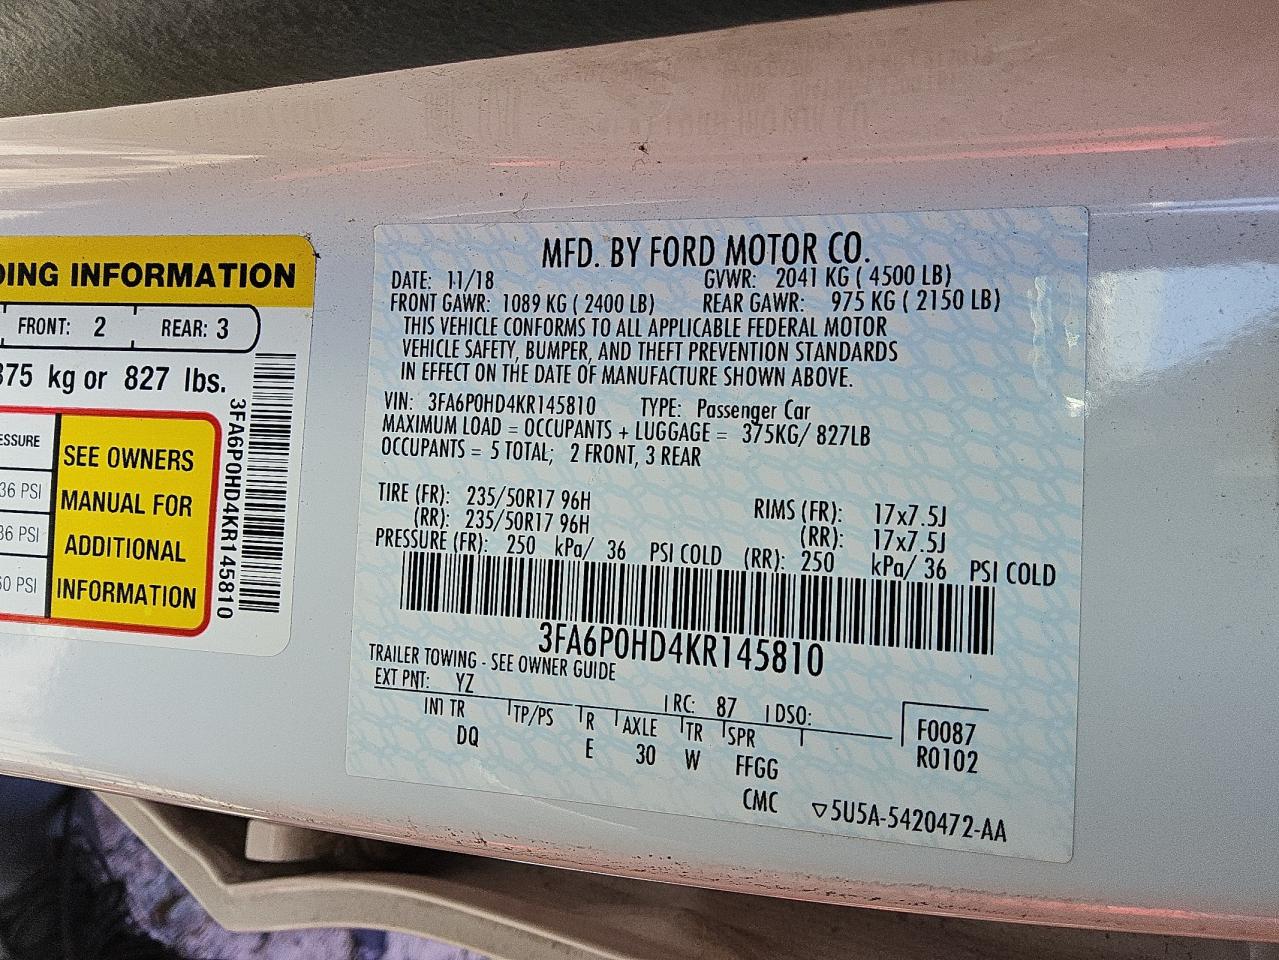 DING INFORMATION
FRONT: 2 REAR: 3
375 kg or 827 lbs.
ESSURE
36 PSI
36 PSI
60 PSI
SEE OWNERS
MANUAL FOR
ADDITIONAL
INFORMATION
3FA6P0HD4KR145810
MFD. BY FORD MOTOR CO.
DATE: 11/18 GVWR: 2041 KG ( 4500 LB)
FRONT GAWR: 1089 KG ( 2400 LB) REAR GAWR: 975 KG ( 2150 LB)
THIS VEHICLE CONFORMS TO ALL APPLICABLE FEDERAL MOTOR
VEHICLE SAFETY, BUMPER, AND THEFT PREVENTION STANDARDS
IN EFFECT ON THE DATE OF MANUFACTURE SHOWN ABOVE.
VIN: 3FA6P0HD4KR145810 TYPE: Passenger Car
MAXIMUM LOAD = OCCUPANTS + LUGGAGE = 375KG/ 827LB
OCCUPANTS = 5 TOTAL; 2 FRONT, 3 REAR
TIRE (FR): 235/50R17 96H RIMS (FR): 17x7.5J
(RR): 235/50R17 96H (RR): 17x7.5J
PRESSURE (FR): 250 kPa/ 36 PSI COLD (RR): 250 kPa/ 36 PSI COLD
3FA6P0HD4KR145810
TRAILER TOWING - SEE OWNER GUIDE
EXT PNT: YZ RC: 87 DSO:
INT TR TP/PS R AXLE TR SPR
DQ E 30 W FFGG
CMC
F0087
R0102
▽5U5A-5420472-AA